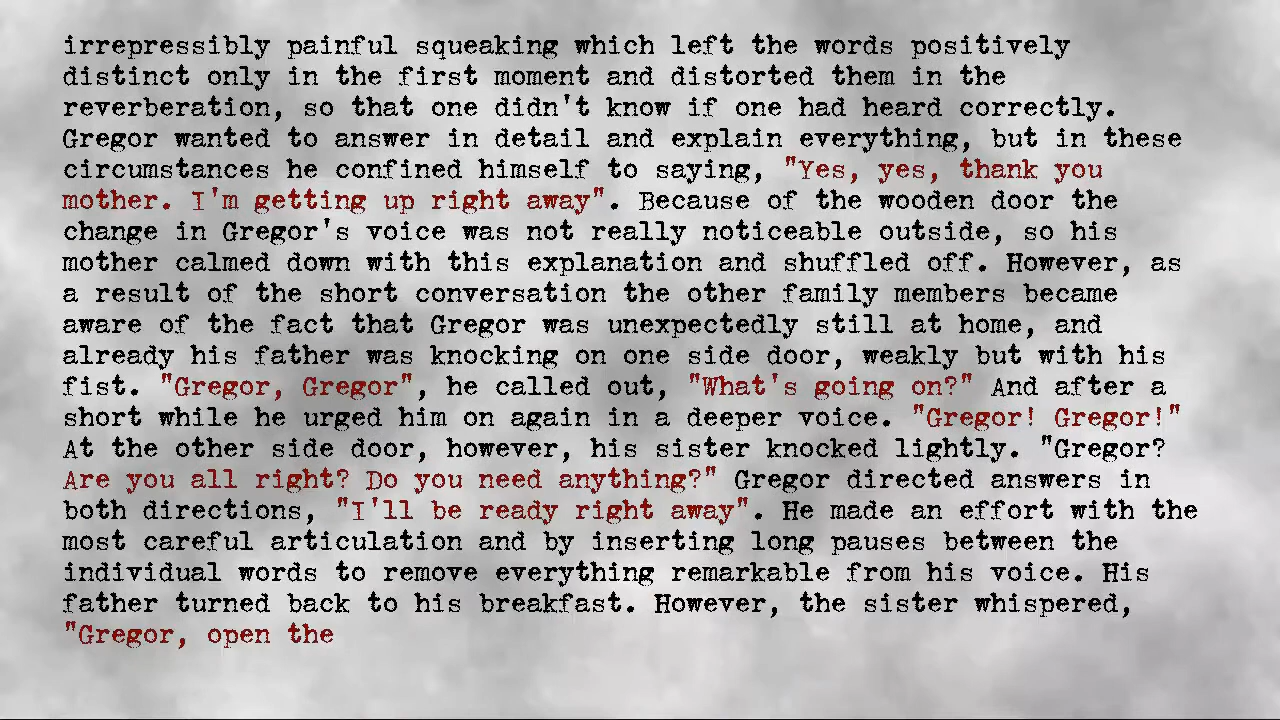 irrepressibly painful squeaking which left the words positively
distinct only in the first moment and distorted them in the
reverberation, so that one didn't know if one had heard correctly.
Gregor wanted to answer in detail and explain everything, but in these
circumstances he confined himself to saying, "Yes, yes, thank you
mother. I'm getting up right away". Because of the wooden door the
change in Gregor's voice was not really noticeable outside, so his
mother calmed down with this explanation and shuffled off. However, as
a result of the short conversation the other family members became
aware of the fact that Gregor was unexpectedly still at home, and
already his father was knocking on one side door, weakly but with his
fist. "Gregor, Gregor", he called out, "What's going on?" And after a
short while he urged him on again in a deeper voice. "Gregor! Gregor!"
At the other side door, however, his sister knocked lightly. "Gregor?
Are you all right? Do you need anything?" Gregor directed answers in
both directions, "I'll be ready right away". He made an effort with the
most careful articulation and by inserting long pauses between the
individual words to remove everything remarkable from his voice. His
father turned back to his breakfast. However, the sister whispered,
"Gregor, open the